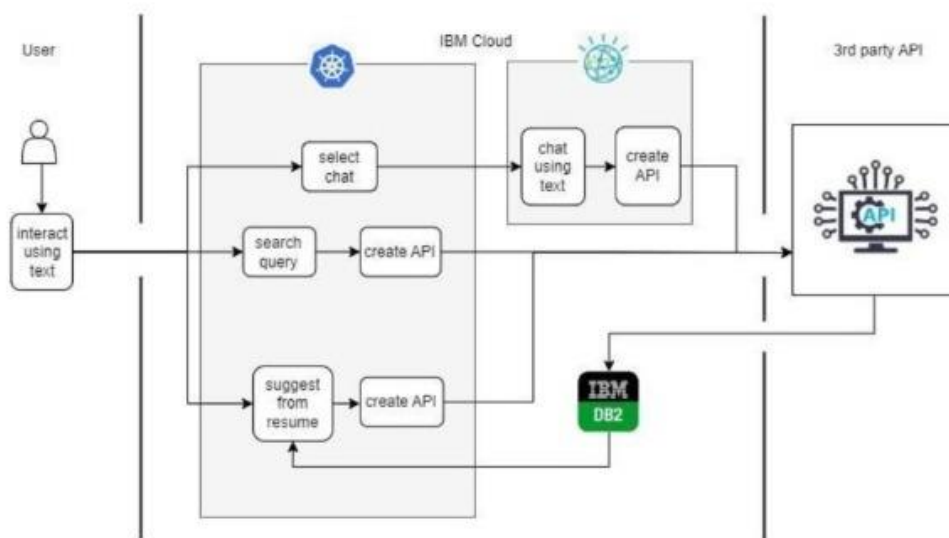 User
IBM Cloud
3rd party API
select
chat
chat
using
text
create
API
interact
using
text
search
query
create API
API
suggest
from
resume
create API
IBM
DB2